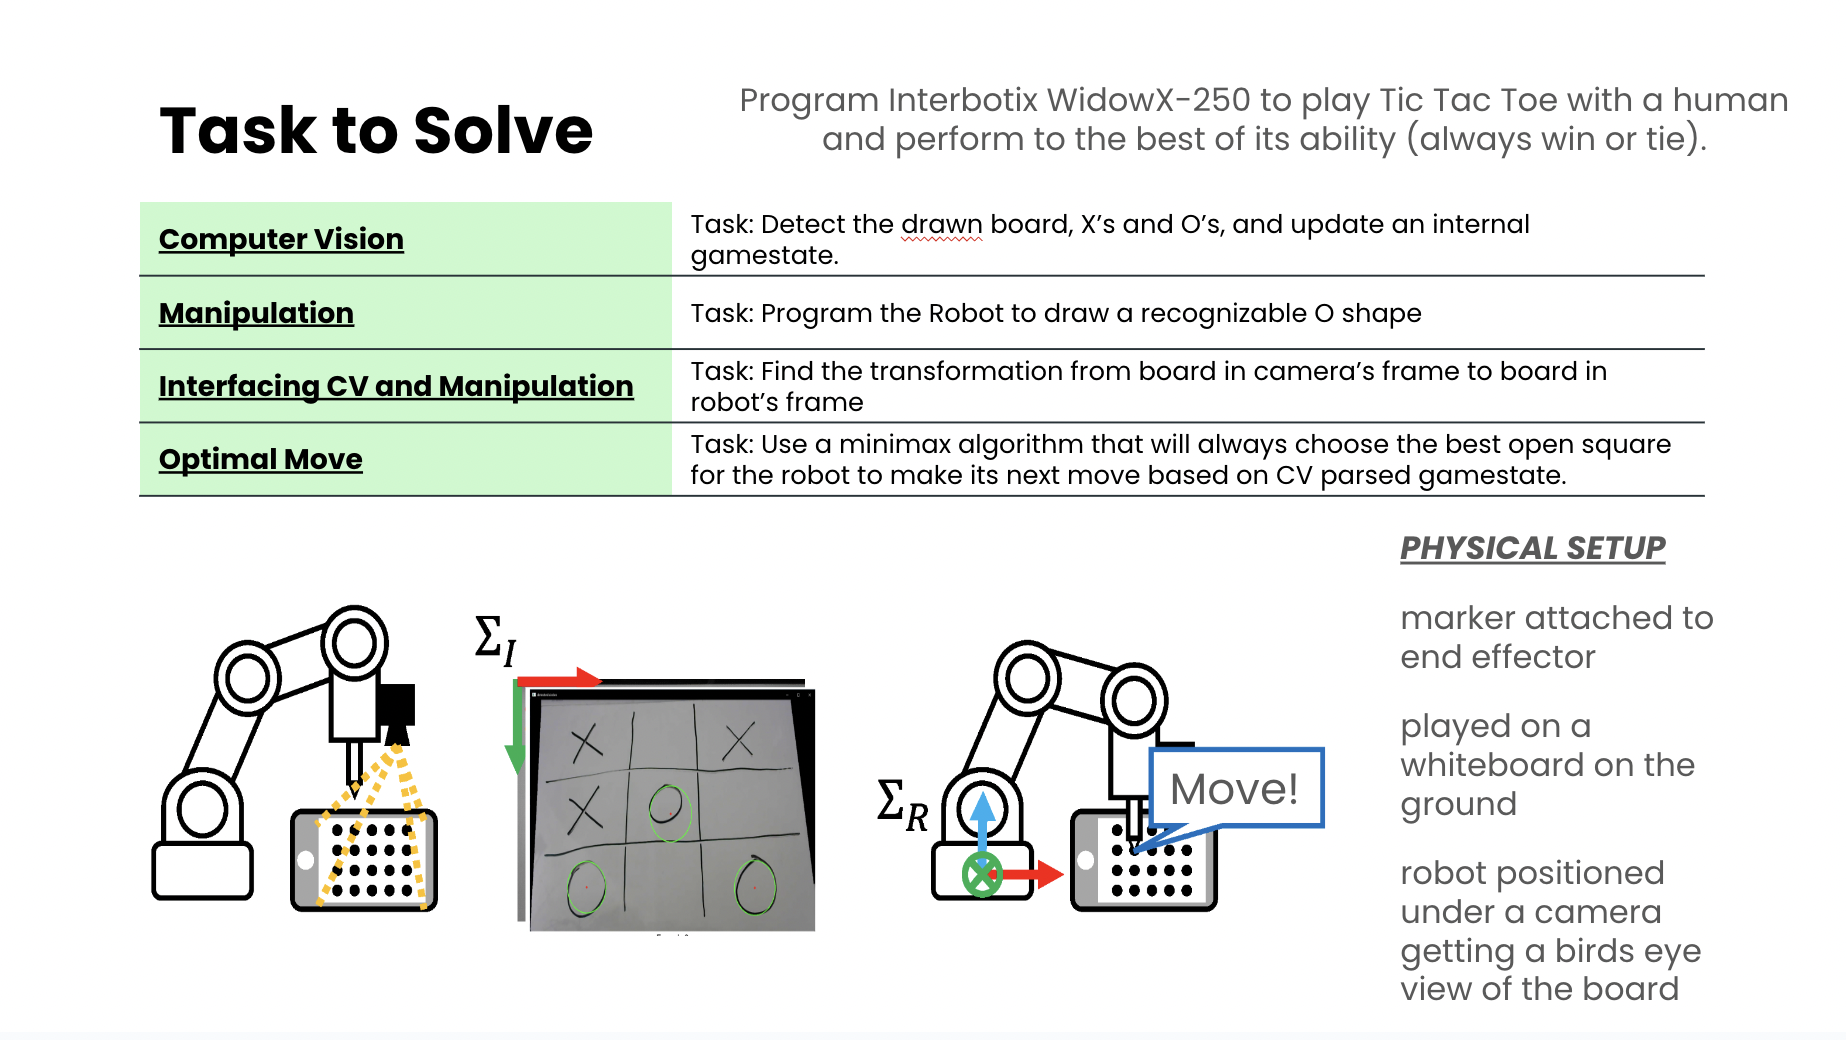 Task to Solve
Program Interbotix WidowX-250 to play Tic Tac Toe with a human
and perform to the best of its ability (always win or tie).
Computer Vision
Task: Detect the drawn board, X’s and O’s, and update an internal
gamestate.
Manipulation
Task: Program the Robot to draw a recognizable O shape
Interfacing CV and Manipulation
Task: Find the transformation from board in camera’s frame to board in
robot’s frame
Optimal Move
Task: Use a minimax algorithm that will always choose the best open square
for the robot to make its next move based on CV parsed gamestate.
Σ_I
X X
X O
O O
Σ_R
Move!
PHYSICAL SETUP
marker attached to
end effector
played on a
whiteboard on the
ground
robot positioned
under a camera
getting a birds eye
view of the board